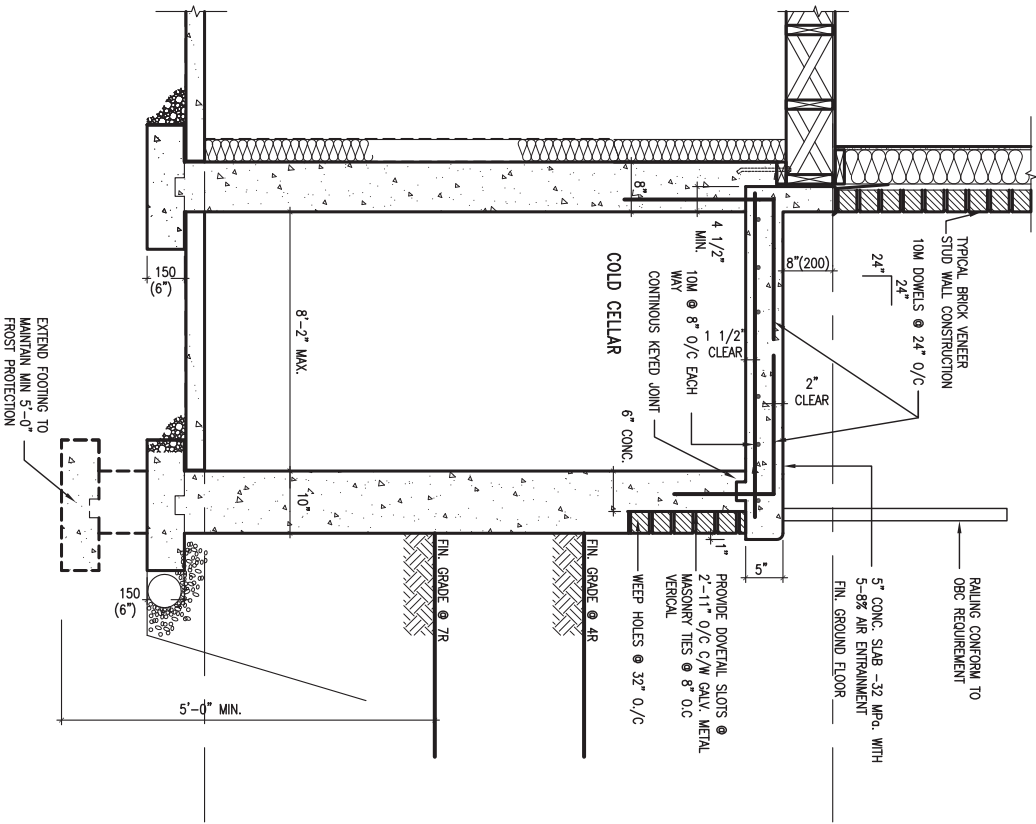 TYPICAL BRICK VENEER
STUD WALL CONSTRUCTION
10M DOWELS @ 24" O/C
24"
24"
8"(200)
2"
CLEAR
RAILING CONFORM TO
OBC REQUIREMENT
5" CONC. SLAB -32 MPa. WITH
5-8% AIR ENTRAINMENT
FIN. GROUND FLOOR
8"
4 1/2"
MIN.
10M @ 8" O/C EACH
WAY
1 1/2"
CLEAR
CONTINOUS KEYED JOINT
6" CONC.
COLD CELLAR
5"
1"
PROVIDE DOVETAIL SLOTS @
2'-11" O/C C/W GALV. METAL
MASONRY TIES @ 8" O.C
VERICAL
WEEP HOLES @ 32" O./C
FIN. GRADE @ 4R
FIN. GRADE @ 7R
8'-2" MAX.
10"
150
(6")
150
(6")
5'-0" MIN.
EXTEND FOOTING TO
MAINTAIN MIN 5'-0"
FROST PROTECTION